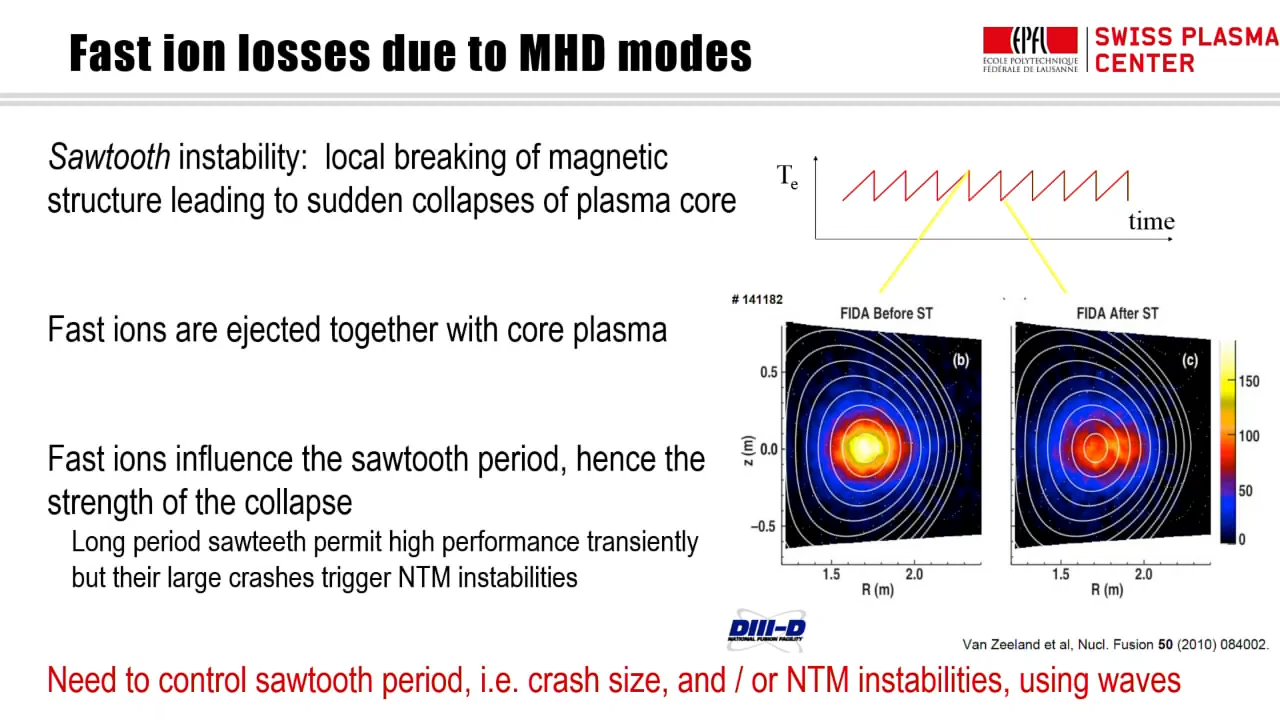 Fast ion losses due to MHD modes
EPFL
ÉCOLE POLYTECHNIQUE
FÉDÉRALE DE LAUSANNE
SWISS PLASMA
CENTER
Sawtooth instability: local breaking of magnetic
structure leading to sudden collapses of plasma core
Te
time
Fast ions are ejected together with core plasma
# 141182
FIDA Before ST
FIDA After ST
(b)
(c)
0.5
0.0
−0.5
z (m)
1.5
2.0
R (m)
1.5
2.0
R (m)
150
100
50
0
Fast ions influence the sawtooth period, hence the
strength of the collapse
Long period sawteeth permit high performance transiently
but their large crashes trigger NTM instabilities
DIII-D
NATIONAL FUSION FACILITY
Van Zeeland et al, Nucl. Fusion 50 (2010) 084002.
Need to control sawtooth period, i.e. crash size, and / or NTM instabilities, using waves